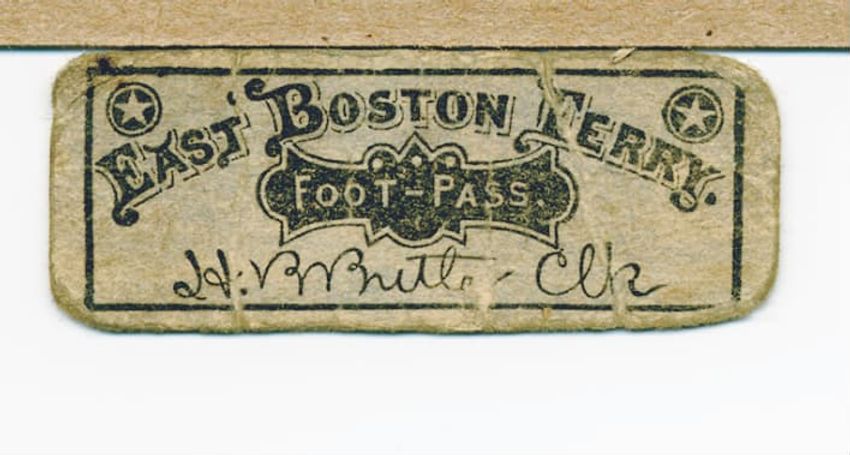 EAST BOSTON FERRY.
FOOT-PASS.
H. B. Clk